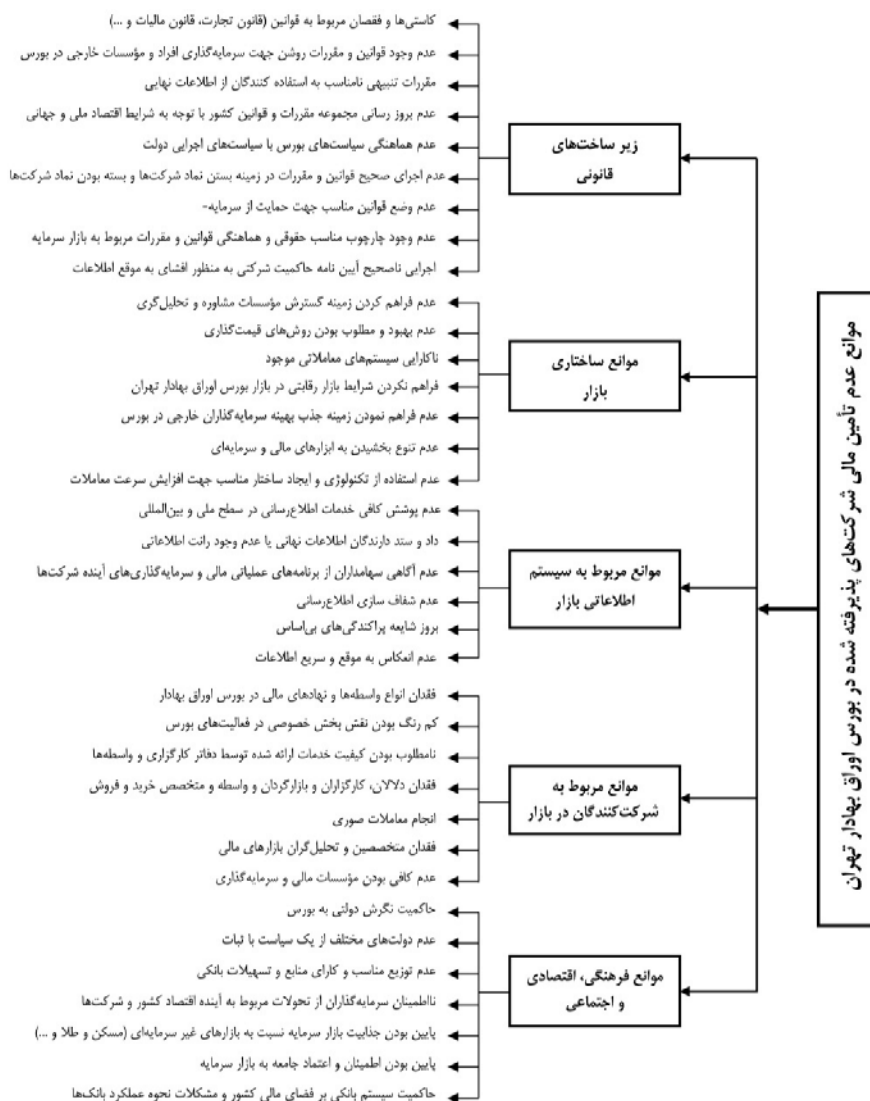 موانع عدم تأمین مالی شرکت‌های پذیرفته شده در بورس اوراق بهادار تهران
زیر ساخت‌های
قانونی
کاستی‌ها و فقصان مربوط به قوانین (قانون تجارت، قانون مالیات و ...)
عدم وجود قوانین و مقررات روشن جهت سرمایه‌گذاری افراد و مؤسسات خارجی در بورس
مقررات تنبیهی نامناسب به استفاده کنندگان از اطلاعات نهایی
عدم بروز رسانی مجموعه مقررات و قوانین کشور با توجه به شرایط اقتصاد ملی و جهانی
عدم هماهنگی سیاست‌های بورس با سیاست‌های اجرایی دولت
عدم اجرای صحیح قوانین و مقررات در زمینه بستن نماد شرکت‌ها و بسته بودن نماد شرکت‌ها
عدم وضع قوانین مناسب جهت حمایت از سرمایه-
عدم وجود چارچوب مناسب حقوقی و هماهنگی قوانین و مقررات مربوط به بازار سرمایه
اجرایی ناصحیح آیین نامه حاکمیت شرکتی به منظور افشای به موقع اطلاعات
موانع ساختاری
بازار
عدم فراهم کردن زمینه گسترش مؤسسات مشاوره و تحلیل‌گری
عدم بهبود و مطلوب بودن روش‌های قیمت‌گذاری
ناکارایی سیستم‌های معاملاتی موجود
فراهم نکردن شرایط بازار رقابتی در بازار بورس اوراق بهادار تهران
عدم فراهم نمودن زمینه جذب بهینه سرمایه‌گذاران خارجی در بورس
عدم تنوع بخشیدن به ابزارهای مالی و سرمایه‌ای
عدم استفاده از تکنولوژی و ایجاد ساختار مناسب جهت افزایش سرعت معاملات
موانع مربوط به سیستم
اطلاعاتی بازار
عدم پوشش کافی خدمات اطلاع‌رسانی در سطح ملی و بین‌المللی
داد و ستد دارندگان اطلاعات نهانی یا عدم وجود رانت اطلاعاتی
عدم آگاهی سهامداران از برنامه‌های عملیاتی مالی و سرمایه‌گذاری‌های آینده شرکت‌ها
عدم شفاف سازی اطلاع‌رسانی
بروز شایعه پراکندگی‌های بی‌اساس
عدم انعکاس به موقع و سریع اطلاعات
موانع مربوط به
شرکت‌کنندگان در بازار
فقدان انواع واسطه‌ها و نهادهای مالی در بورس اوراق بهادار
کم رنگ بودن نقش بخش خصوصی در فعالیت‌های بورس
نامطلوب بودن کیفیت خدمات ارائه شده توسط دفاتر کارگزاری و واسطه‌ها
فقدان دلالان، کارگزاران و بازارگردان و واسطه و متخصص خرید و فروش
انجام معاملات صوری
فقدان متخصصین و تحلیل‌گران بازارهای مالی
عدم کافی بودن مؤسسات مالی و سرمایه‌گذاری
موانع فرهنگی، اقتصادی
و اجتماعی
حاکمیت نگرش دولتی به بورس
عدم دولت‌های مختلف از یک سیاست با ثبات
عدم توزیع مناسب و کارای منابع و تسهیلات بانکی
نااطمینان سرمایه‌گذاران از تحولات مربوط به آینده اقتصاد کشور و شرکت‌ها
پایین بودن جذابیت بازار سرمایه نسبت به بازارهای غیر سرمایه‌ای (مسکن و طلا و ...)
پایین بودن اطمینان و اعتماد جامعه به بازار سرمایه
حاکمیت سیستم بانکی بر فضای مالی کشور و مشکلات نحوه عملکرد بانک‌ها